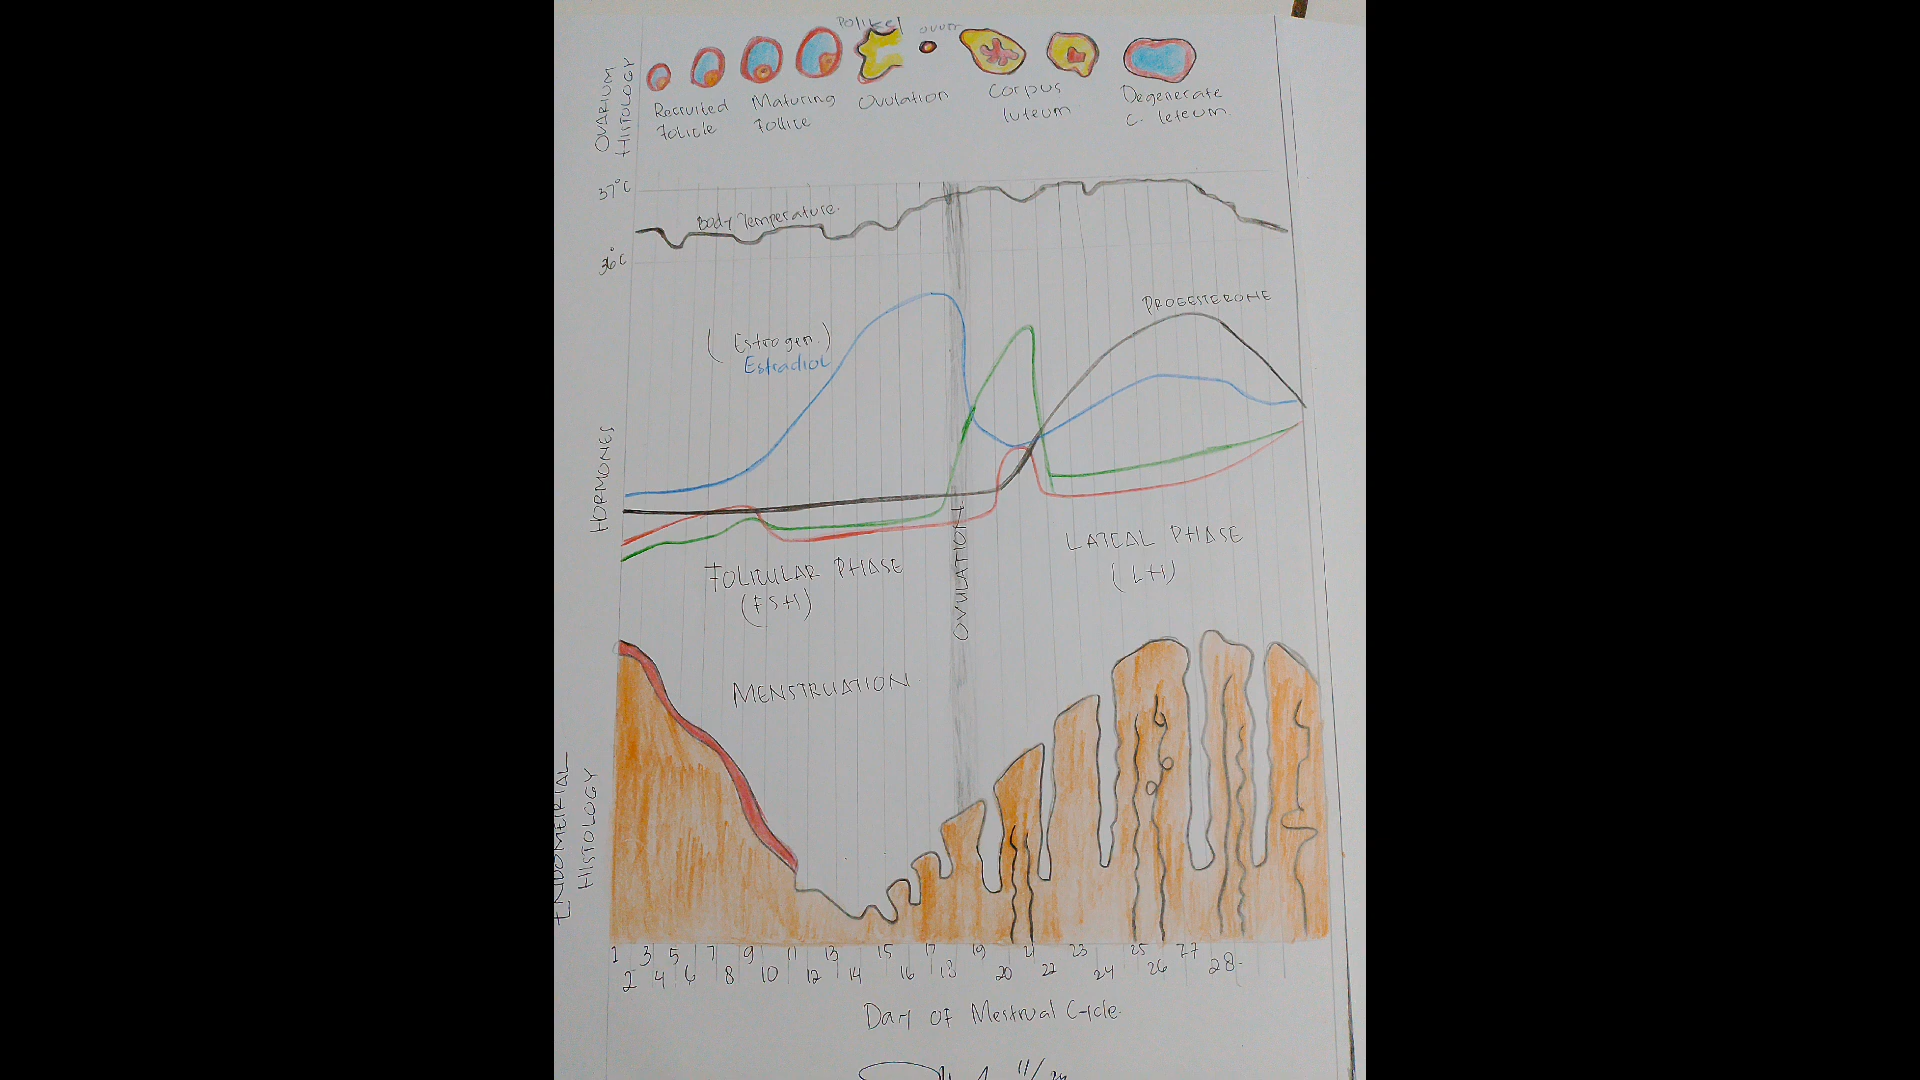 Polikel
ovum
OVARIUM
HISTOLOGY
Recruited
Folicle
Maturing
Follice
Ovulation
Corpus
luteum
Degenerate
C. leteum.
37°C
Body Temperature.
36°C
PROGESTERONE
(Estrogen.)
Estradiol
HORMONES
OVULATION
LATEAL PHASE
(LH)
FOLICULAR PHASE
(FSH)
MENSTRUATION
ENDOMERIAL
HISTOLOGY
1 3 5 7 9 11 13 15 17 19 21 23 25 27
2 4 6 8 10 12 14 16 18 20 22 24 26 28.
Day OF Mestrual Cycle.